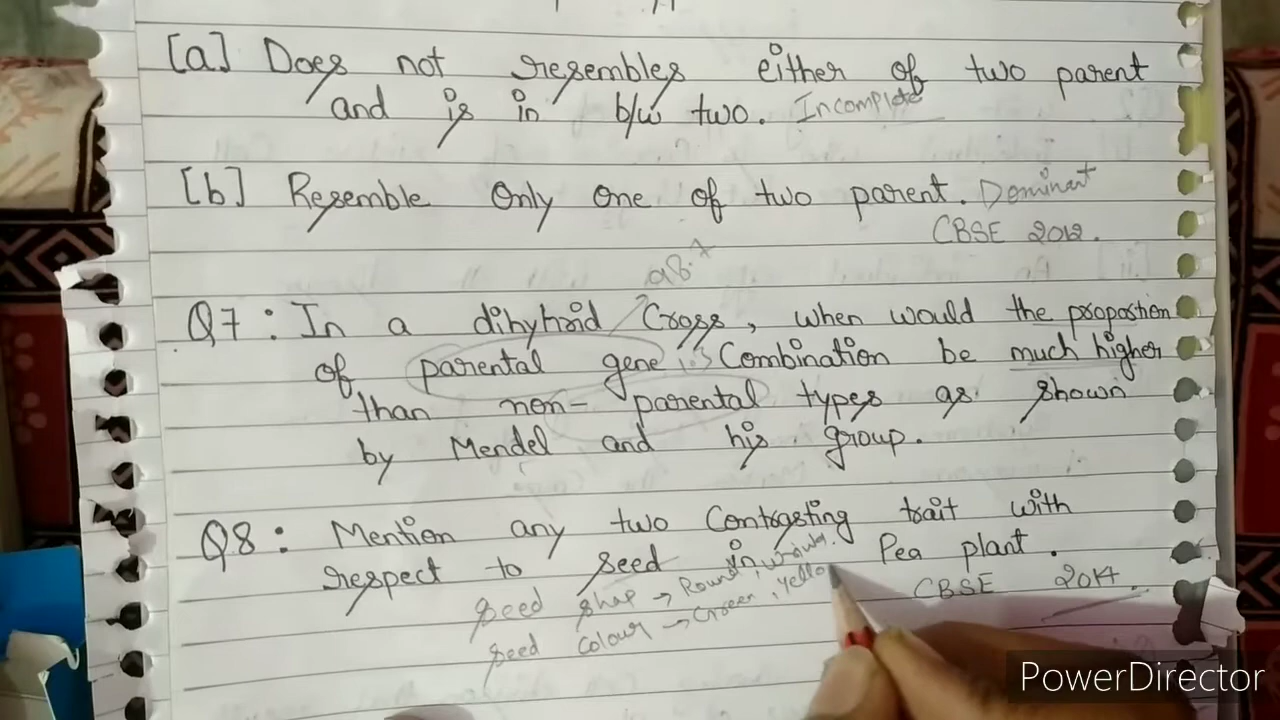 [a] Does not resembles either of two parent
and is in b/w two. Incomplete
[b] Resemble Only One of two parent. Dominant
CBSE 2012.
Q7 : In a dihybrid Cross, when would the proportion
of parental gene Combination be much higher
than non- parental types as shown
by Mendel and his group.
Q8 : Mention any two Contrasting trait with
respect to seed in Pea plant.
CBSE 2014
seed shap → Round,
seed colour → Green, yello
PowerDirector